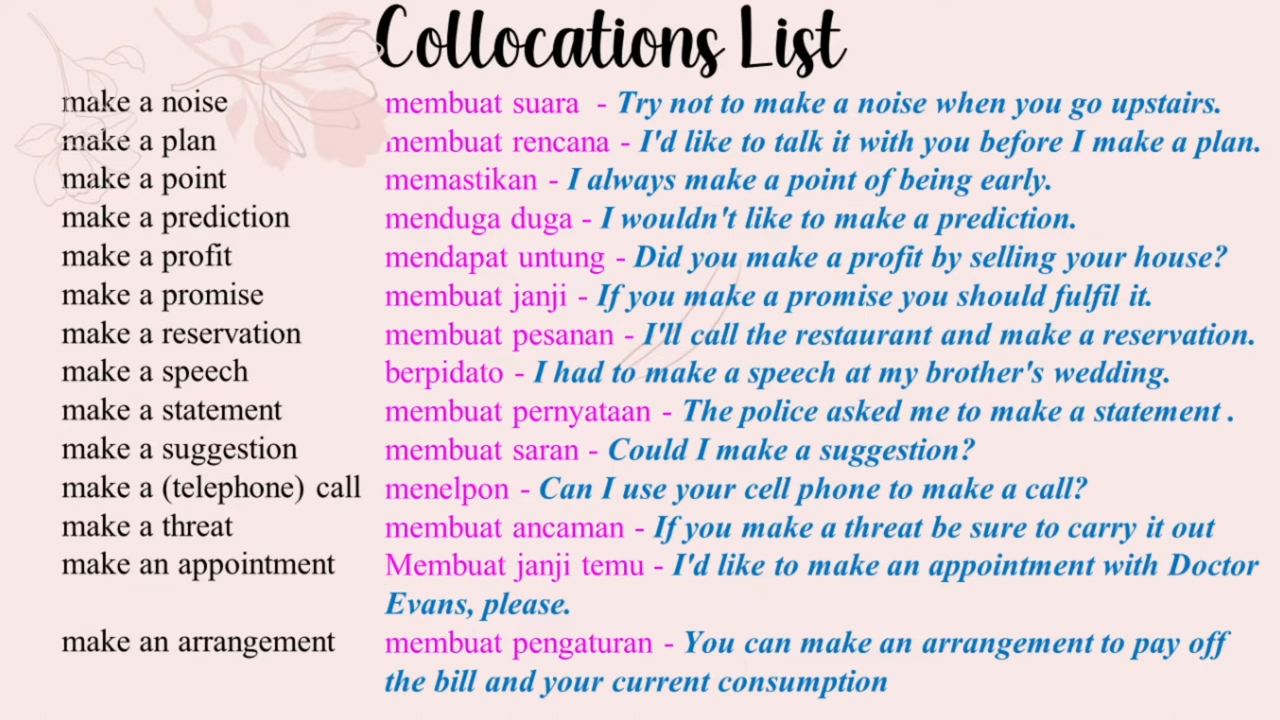 Collocations List
make a noise membuat suara - Try not to make a noise when you go upstairs.
make a plan membuat rencana - I'd like to talk it with you before I make a plan.
make a point memastikan - I always make a point of being early.
make a prediction menduga duga - I wouldn't like to make a prediction.
make a profit mendapat untung - Did you make a profit by selling your house?
make a promise membuat janji - If you make a promise you should fulfil it.
make a reservation membuat pesanan - I'll call the restaurant and make a reservation.
make a speech berpidato - I had to make a speech at my brother's wedding.
make a statement membuat pernyataan - The police asked me to make a statement .
make a suggestion membuat saran - Could I make a suggestion?
make a (telephone) call menelpon - Can I use your cell phone to make a call?
make a threat membuat ancaman - If you make a threat be sure to carry it out
make an appointment Membuat janji temu - I'd like to make an appointment with Doctor
Evans, please.
make an arrangement membuat pengaturan - You can make an arrangement to pay off
the bill and your current consumption